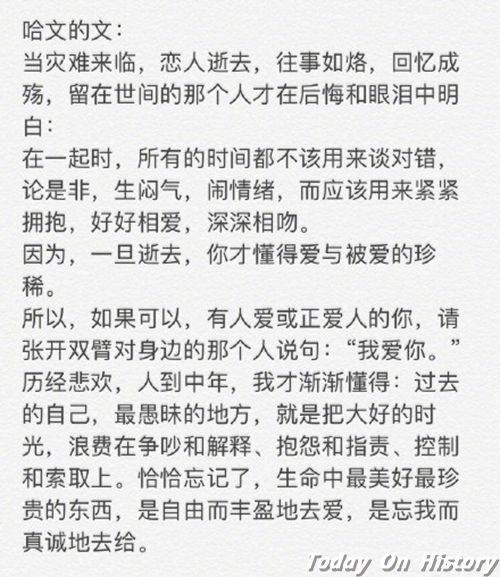 哈文的文：
当灾难来临，恋人逝去，往事如烙，回忆成
殇，留在世间的那个人才在后悔和眼泪中明
白：
在一起时，所有的时间都不该用来谈对错，
论是非，生闷气，闹情绪，而应该用来紧紧
拥抱，好好相爱，深深相吻。
因为，一旦逝去，你才懂得爱与被爱的珍
稀。
所以，如果可以，有人爱或正爱人的你，请
张开双臂对身边的那个人说句：“我爱你。”
历经悲欢，人到中年，我才渐渐懂得：过去
的自己，最愚昧的地方，就是把大好的时
光，浪费在争吵和解释、抱怨和指责、控制
和索取上。恰恰忘记了，生命中最美好最珍
贵的东西，是自由而丰盈地去爱，是忘我而
真诚地去给。
Today On History